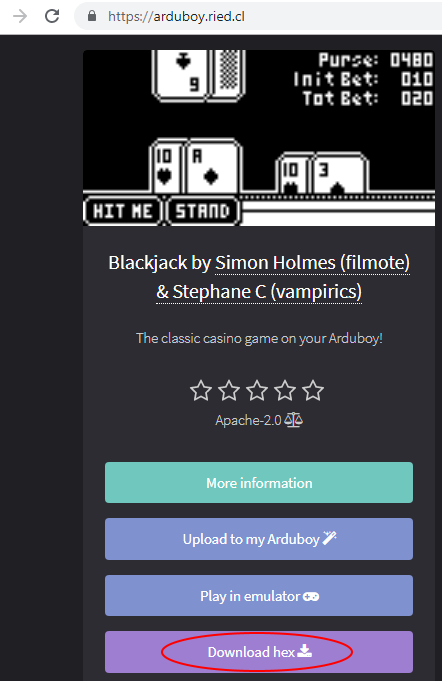 https://arduboy.ried.cl
Purse: 0480
Init Bet: 010
Tot Bet: 020
9
10 A 10 3
HIT ME STAND
Blackjack by Simon Holmes (filmote)
& Stephane C (vampirics)
The classic casino game on your Arduboy!
Apache-2.0
More information
Upload to my Arduboy
Play in emulator
Download hex